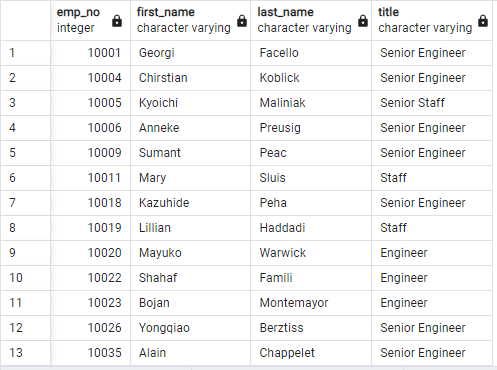 emp_no first_name last_name title
integer character varying character varying character varying
1 10001 Georgi Facello Senior Engineer
2 10004 Chirstian Koblick Senior Engineer
3 10005 Kyoichi Maliniak Senior Staff
4 10006 Anneke Preusig Senior Engineer
5 10009 Sumant Peac Senior Engineer
6 10011 Mary Sluis Staff
7 10018 Kazuhide Peha Senior Engineer
8 10019 Lillian Haddadi Staff
9 10020 Mayuko Warwick Engineer
10 10022 Shahaf Famili Engineer
11 10023 Bojan Montemayor Engineer
12 10026 Yongqiao Berztiss Senior Engineer
13 10035 Alain Chappelet Senior Engineer